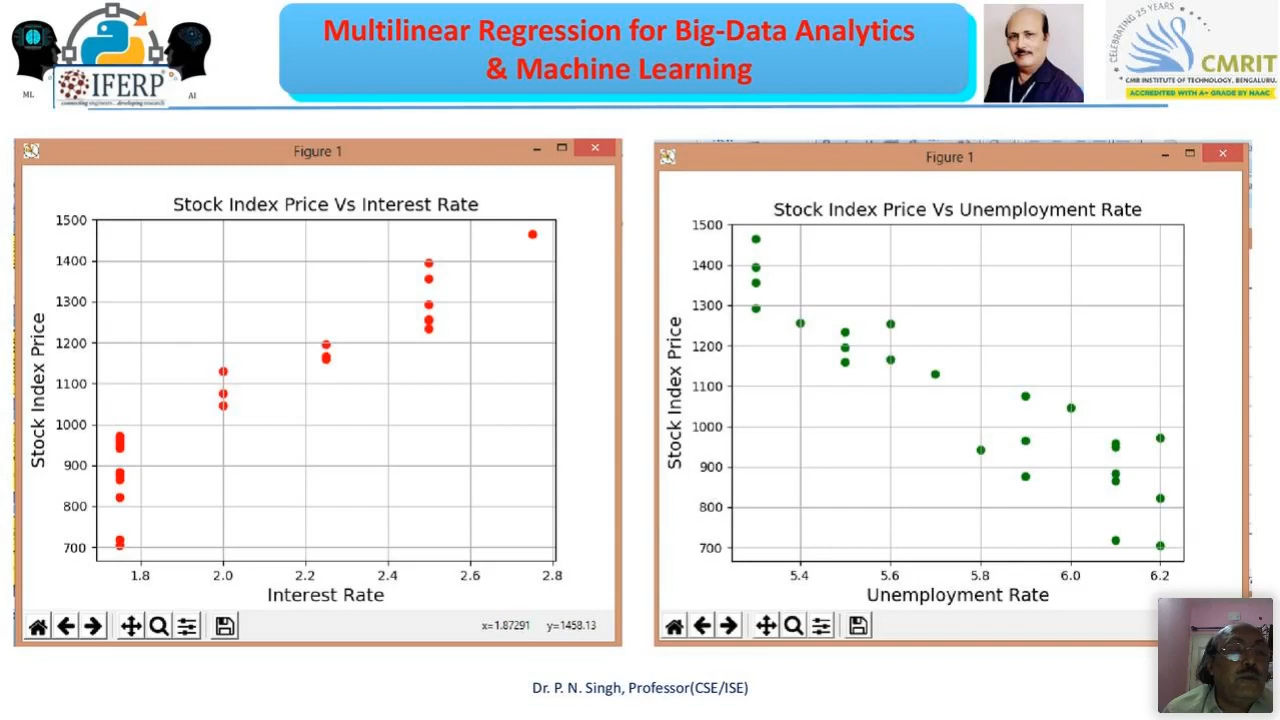 ML
IFERP
connecting engineers...developing research
AI
Multilinear Regression for Big-Data Analytics
& Machine Learning
CELEBRATING 25 YEARS
CMRIT
CMR INSTITUTE OF TECHNOLOGY, BENGALURU.
ACCREDITED WITH A+ GRADE BY NAAC
Figure 1
Stock Index Price Vs Interest Rate
Stock Index Price
1500
1400
1300
1200
1100
1000
900
800
700
1.8 2.0 2.2 2.4 2.6 2.8
Interest Rate
x=1.87291 y=1458.13
Figure 1
Stock Index Price Vs Unemployment Rate
Stock Index Price
1500
1400
1300
1200
1100
1000
900
800
700
5.4 5.6 5.8 6.0 6.2
Unemployment Rate
Dr. P. N. Singh, Professor(CSE/ISE)